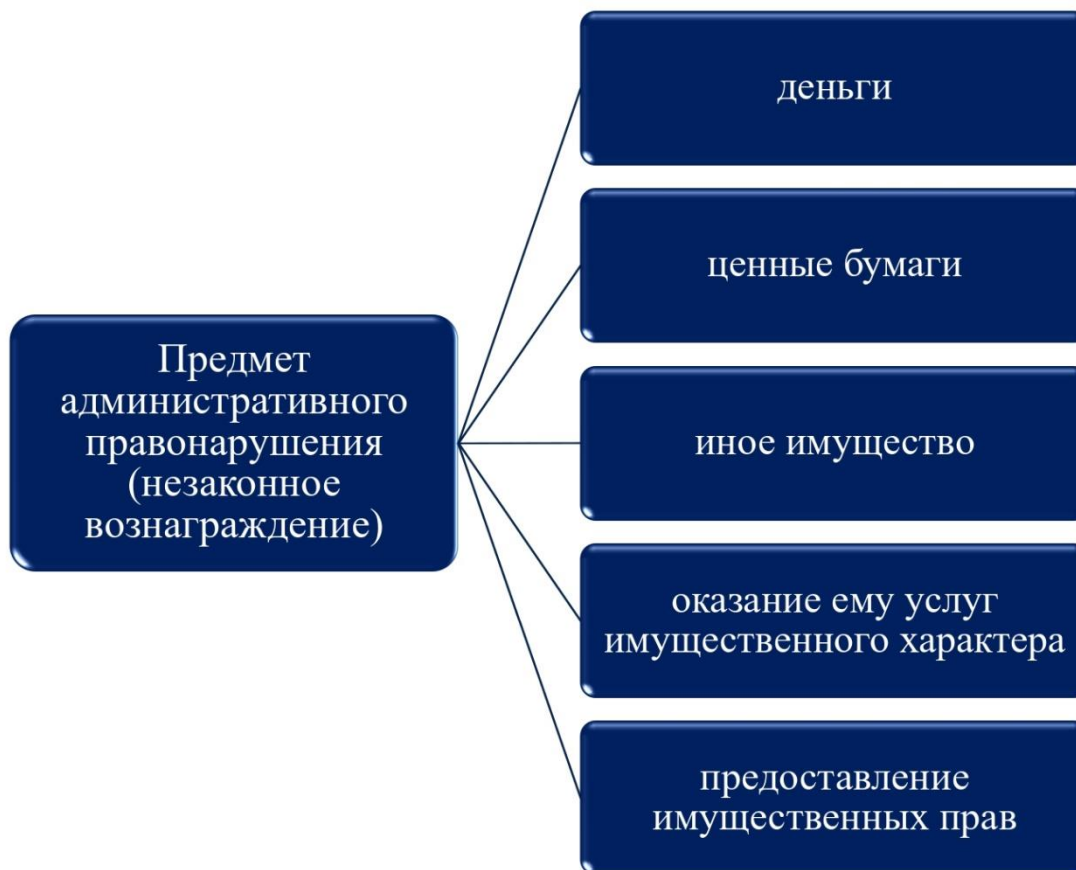 Предмет
административного
правонарушения
(незаконное
вознаграждение)
деньги
ценные бумаги
иное имущество
оказание ему услуг
имущественного характера
предоставление
имущественных прав